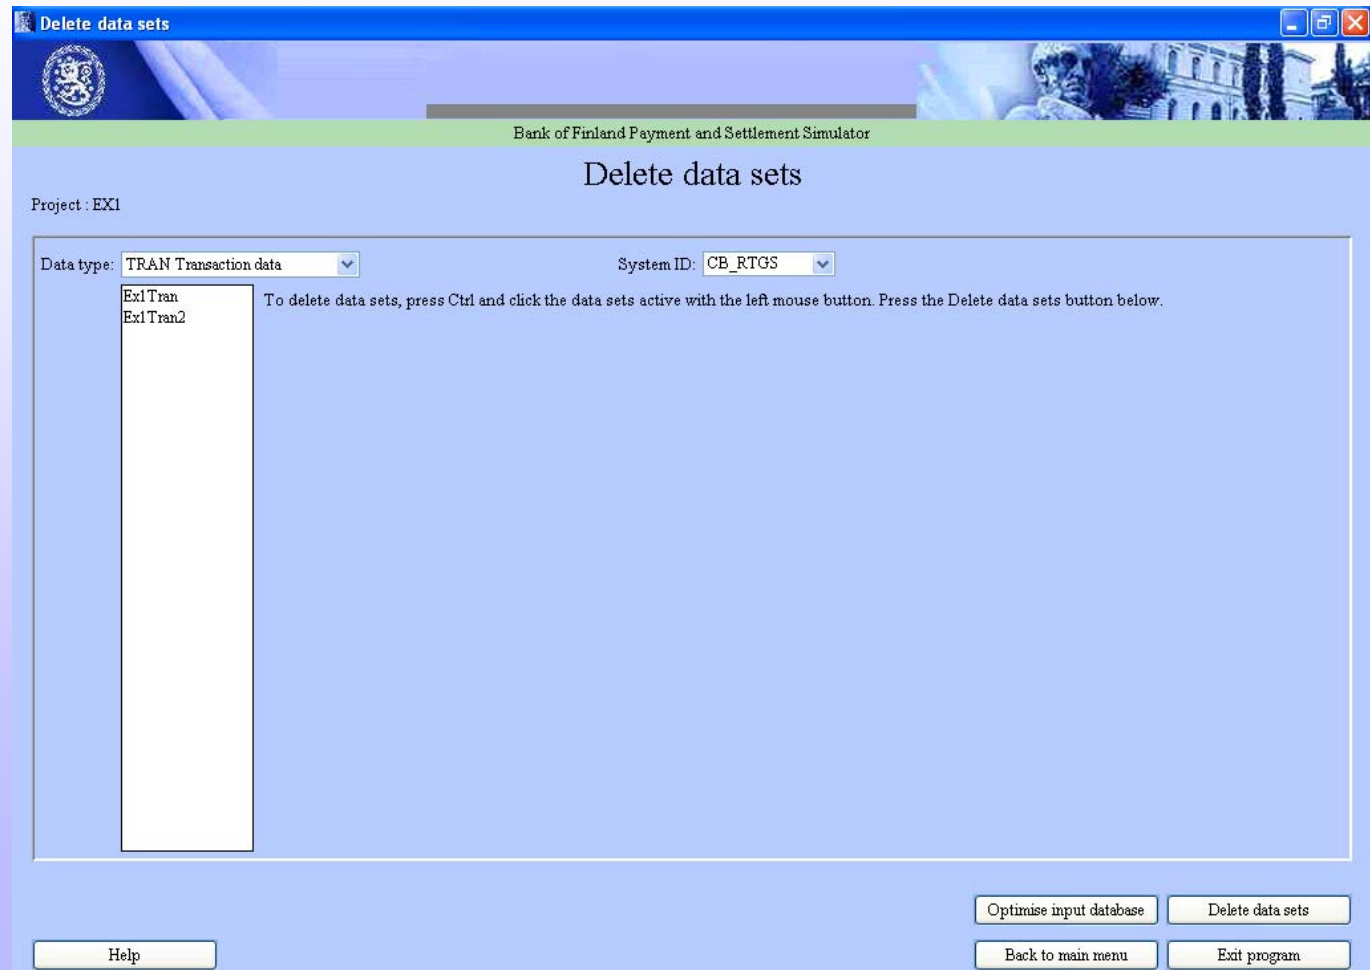 Delete data sets
Bank of Finland Payment and Settlement Simulator
Delete data sets
Project : EX1
Data type: TRAN Transaction data System ID: CB_RTGS
Ex1Tran To delete data sets, press Ctrl and click the data sets active with the left mouse button. Press the Delete data sets button below.
Ex1Tran2
Optimise input database Delete data sets
Help Back to main menu Exit program